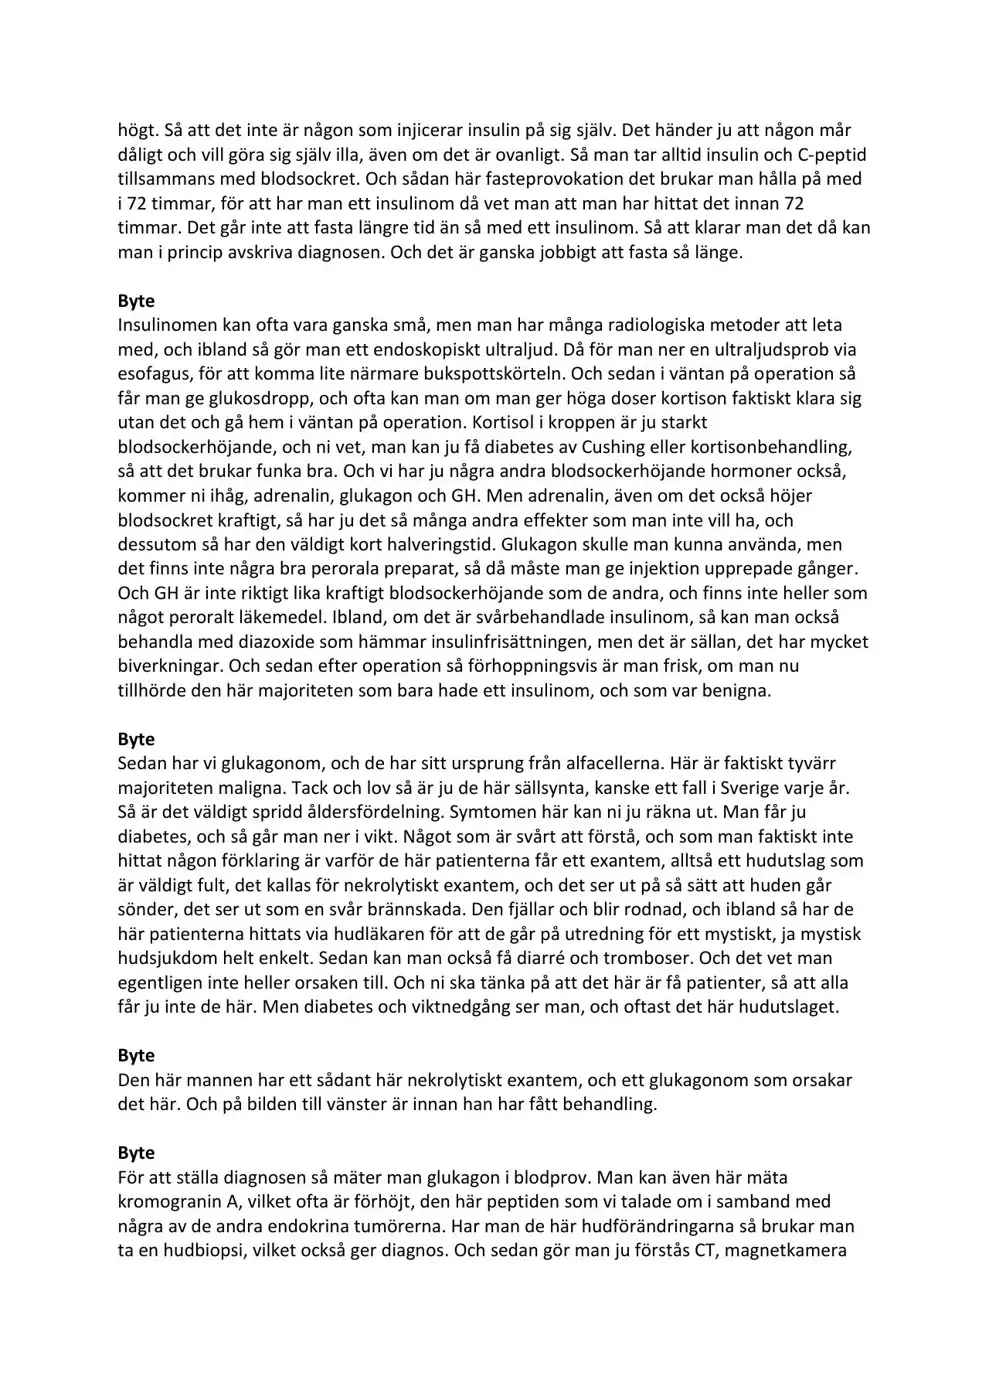 högt. Så att det inte är någon som injicerar insulin på sig själv. Det händer ju att någon mår
dåligt och vill göra sig själv illa, även om det är ovanligt. Så man tar alltid insulin och C-peptid
tillsammans med blodsockret. Och sådan här fasteprovokation det brukar man hålla på med
i 72 timmar, för att har man ett insulinom då vet man att man har hittat det innan 72
timmar. Det går inte att fasta längre tid än så med ett insulinom. Så att klarar man det då kan
man i princip avskriva diagnosen. Och det är ganska jobbigt att fasta så länge.

Byte
Insulinomen kan ofta vara ganska små, men man har många radiologiska metoder att leta
med, och ibland så gör man ett endoskopiskt ultraljud. Då för man ner en ultraljudsprob via
esofagus, för att komma lite närmare bukspottskörteln. Och sedan i väntan på operation så
får man ge glukosdropp, och ofta kan man om man ger höga doser kortison faktiskt klara sig
utan det och gå hem i väntan på operation. Kortisol i kroppen är ju starkt
blodsockerhöjande, och ni vet, man kan ju få diabetes av Cushing eller kortisonbehandling,
så att det brukar funka bra. Och vi har ju några andra blodsockerhöjande hormoner också,
kommer ni ihåg, adrenalin, glukagon och GH. Men adrenalin, även om det också höjer
blodsockret kraftigt, så har ju det så många andra effekter som man inte vill ha, och
dessutom så har den väldigt kort halveringstid. Glukagon skulle man kunna använda, men
det finns inte några bra perorala preparat, så då måste man ge injektion upprepade gånger.
Och GH är inte riktigt lika kraftigt blodsockerhöjande som de andra, och finns inte heller som
något peroralt läkemedel. Ibland, om det är svårbehandlade insulinom, så kan man också
behandla med diazoxide som hämmar insulinfrisättningen, men det är sällan, det har mycket
biverkningar. Och sedan efter operation så förhoppningsvis är man frisk, om man nu
tillhörde den här majoriteten som bara hade ett insulinom, och som var benigna.

Byte
Sedan har vi glukagonom, och de har sitt ursprung från alfacellerna. Här är faktiskt tyvärr
majoriteten maligna. Tack och lov så är ju de här sällsynta, kanske ett fall i Sverige varje år.
Så är det väldigt spridd åldersfördelning. Symtomen här kan ni ju räkna ut. Man får ju
diabetes, och så går man ner i vikt. Något som är svårt att förstå, och som man faktiskt inte
hittat någon förklaring är varför de här patienterna får ett exantem, alltså ett hudutslag som
är väldigt fult, det kallas för nekrolytiskt exantem, och det ser ut på så sätt att huden går
sönder, det ser ut som en svår brännskada. Den fjällar och blir rodnad, och ibland så har de
här patienterna hittats via hudläkaren för att de går på utredning för ett mystiskt, ja mystisk
hudsjukdom helt enkelt. Sedan kan man också få diarré och tromboser. Och det vet man
egentligen inte heller orsaken till. Och ni ska tänka på att det här är få patienter, så att alla
får ju inte de här. Men diabetes och viktnedgång ser man, och oftast det här hudutslaget.

Byte
Den här mannen har ett sådant här nekrolytiskt exantem, och ett glukagonom som orsakar
det här. Och på bilden till vänster är innan han har fått behandling.

Byte
För att ställa diagnosen så mäter man glukagon i blodprov. Man kan även här mäta
kromogranin A, vilket ofta är förhöjt, den här peptiden som vi talade om i samband med
några av de andra endokrina tumörerna. Har man de här hudförändringarna så brukar man
ta en hudbiopsi, vilket också ger diagnos. Och sedan gör man ju förstås CT, magnetkamera